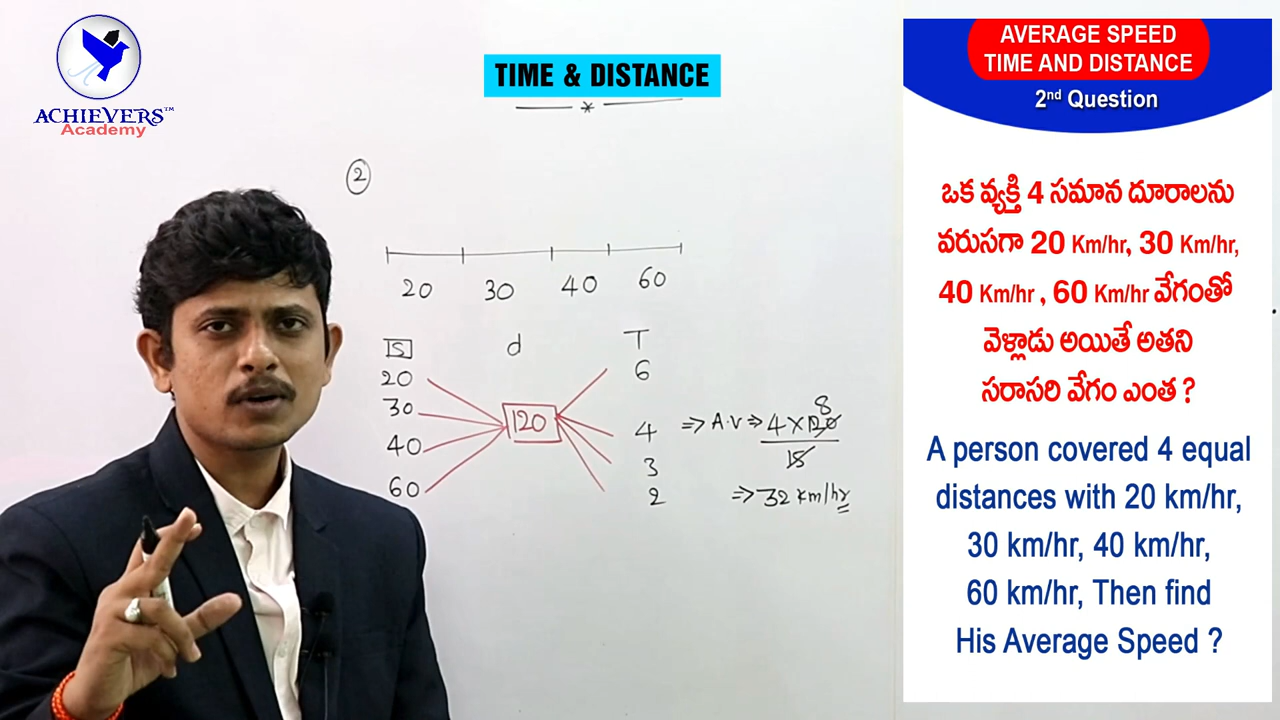 ACHIEVERS™
Academy
TIME & DISTANCE
*
2
20 30 40 60
S d T
20 6
30
120
4 => A.V => 4 X 120 8
40
3
15
60 2 => 32 km/hr
AVERAGE SPEED
TIME AND DISTANCE
2nd Question
ఒక వ్యక్తి 4 సమాన దూరాలను
వరుసగా 20 Km/hr, 30 Km/hr,
40 Km/hr , 60 Km/hr వేగంతో
వెళ్లాడు అయితే అతని
సరాసరి వేగం ఎంత ?
A person covered 4 equal
distances with 20 km/hr,
30 km/hr, 40 km/hr,
60 km/hr, Then find
His Average Speed ?